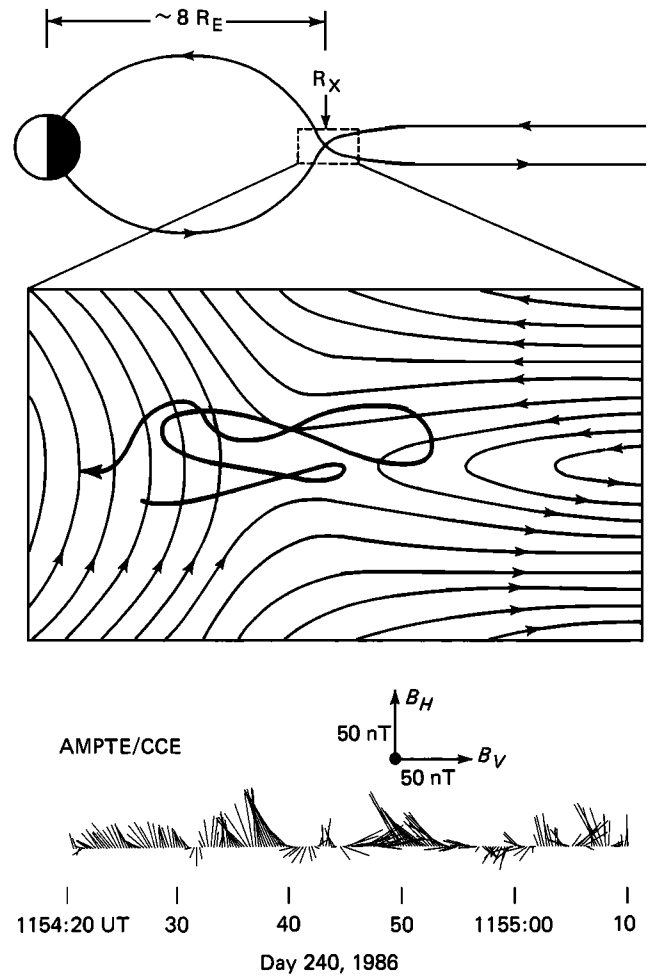 ~ 8 R_E
R_X
B_H
50 nT
AMPTE/CCE
B_V
50 nT
1154:20 UT 30 40 50 1155:00 10
Day 240, 1986